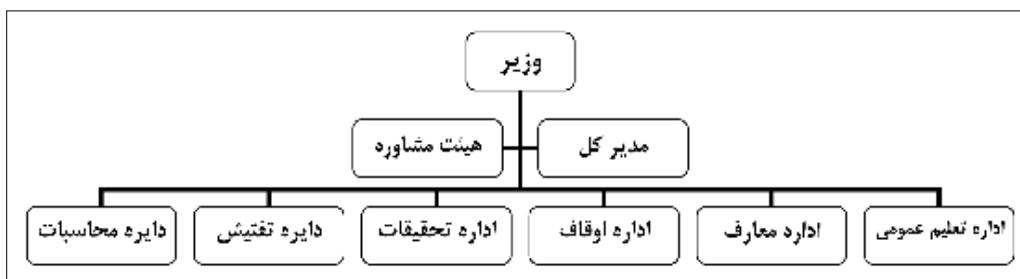 وزیر
مدیر کل
هیئت مشاوره
اداره تعلیم عمومی
اداره معارف
اداره اوقاف
اداره تحقیقات
دایره تفتیش
دایره محاسبات